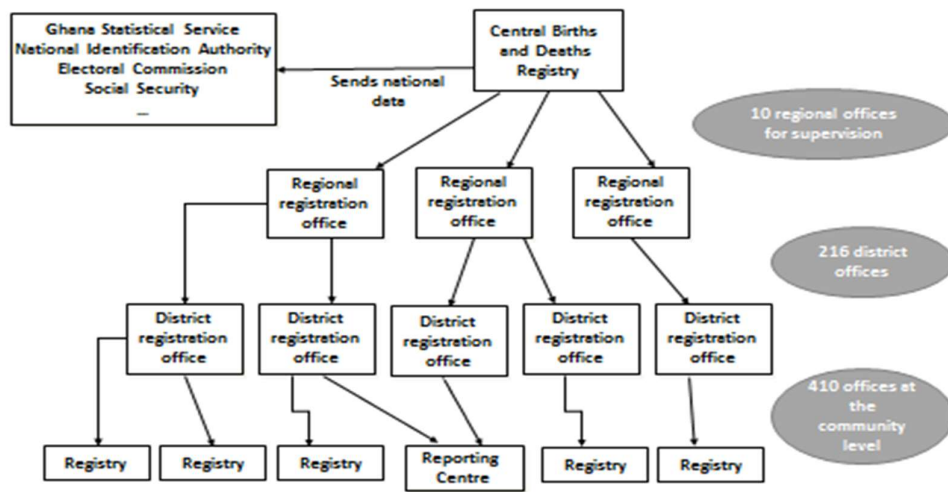 Ghana Statistical Service
National Identification Authority
Electoral Commission
Social Security
...
Central Births
and Deaths
Registry
Sends national
data
10 regional offices
for supervision
Regional
registration
office
Regional
registration
office
Regional
registration
office
216 district
offices
District
registration
office
District
registration
office
District
registration
office
District
registration
office
District
registration
office
410 offices at
the
community
level
Registry
Registry
Registry
Reporting
Centre
Registry
Registry